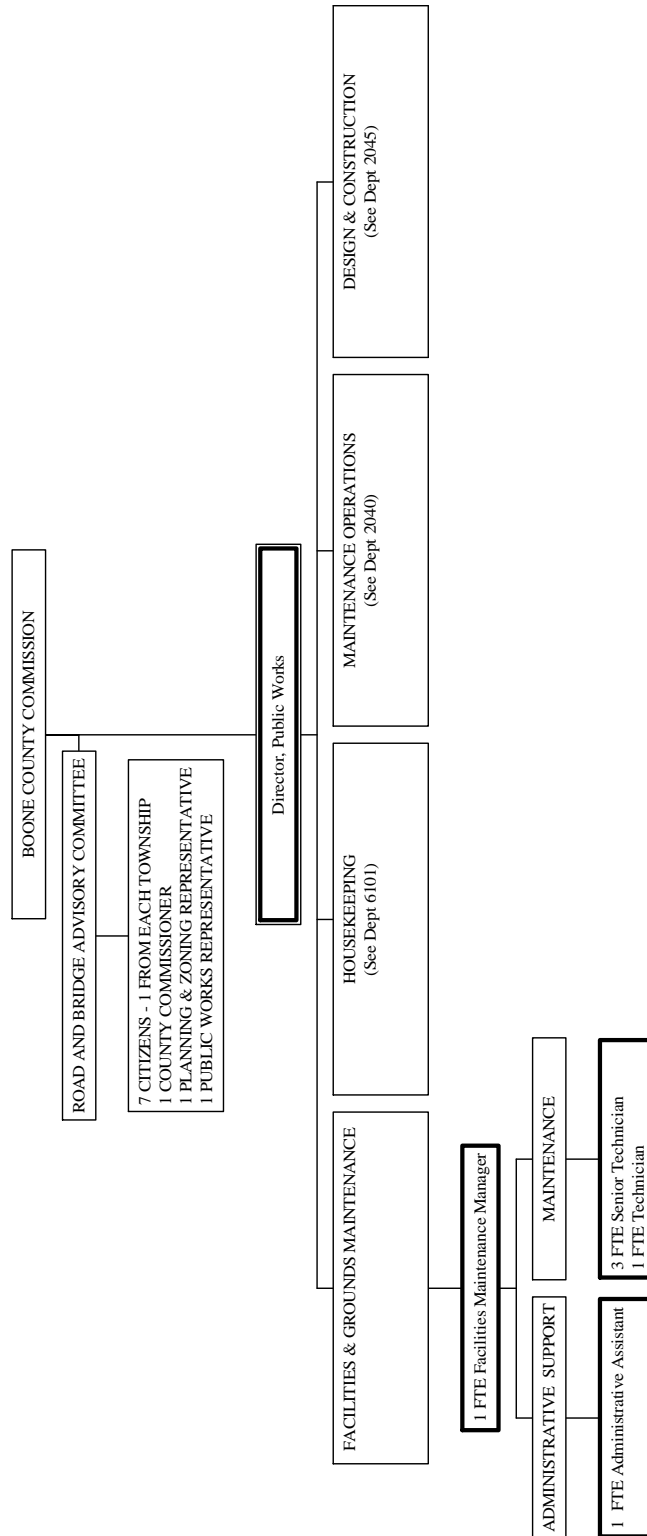 BOONE COUNTY COMMISSION
ROAD AND BRIDGE ADVISORY COMMITTEE
7 CITIZENS - 1 FROM EACH TOWNSHIP
1 COUNTY COMMISSIONER
1 PLANNING & ZONING REPRESENTATIVE
1 PUBLIC WORKS REPRESENTATIVE
Director, Public Works
FACILITIES & GROUNDS MAINTENANCE
HOUSEKEEPING
(See Dept 6101)
MAINTENANCE OPERATIONS
(See Dept 2040)
DESIGN & CONSTRUCTION
(See Dept 2045)
1 FTE Facilities Maintenance Manager
ADMINISTRATIVE SUPPORT
MAINTENANCE
1 FTE Administrative Assistant
3 FTE Senior Technician
1 FTE Technician